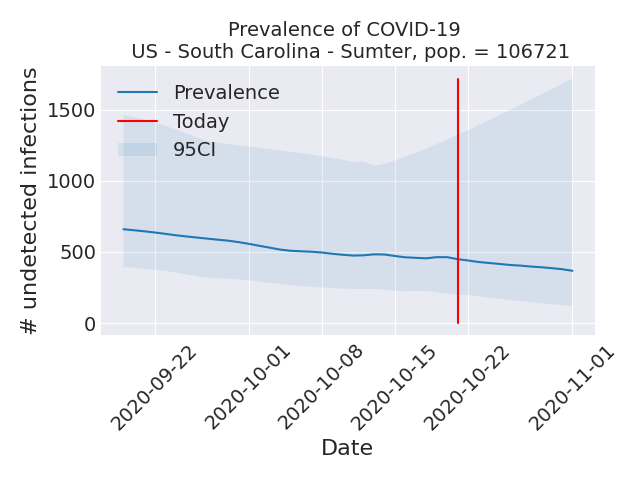 Prevalence of COVID-19
US - South Carolina - Sumter, pop. = 106721
# undetected infections
1500
1000
500
0
Prevalence
Today
95CI
2020-09-22
2020-10-01
2020-10-08
2020-10-15
2020-10-22
2020-11-01
Date